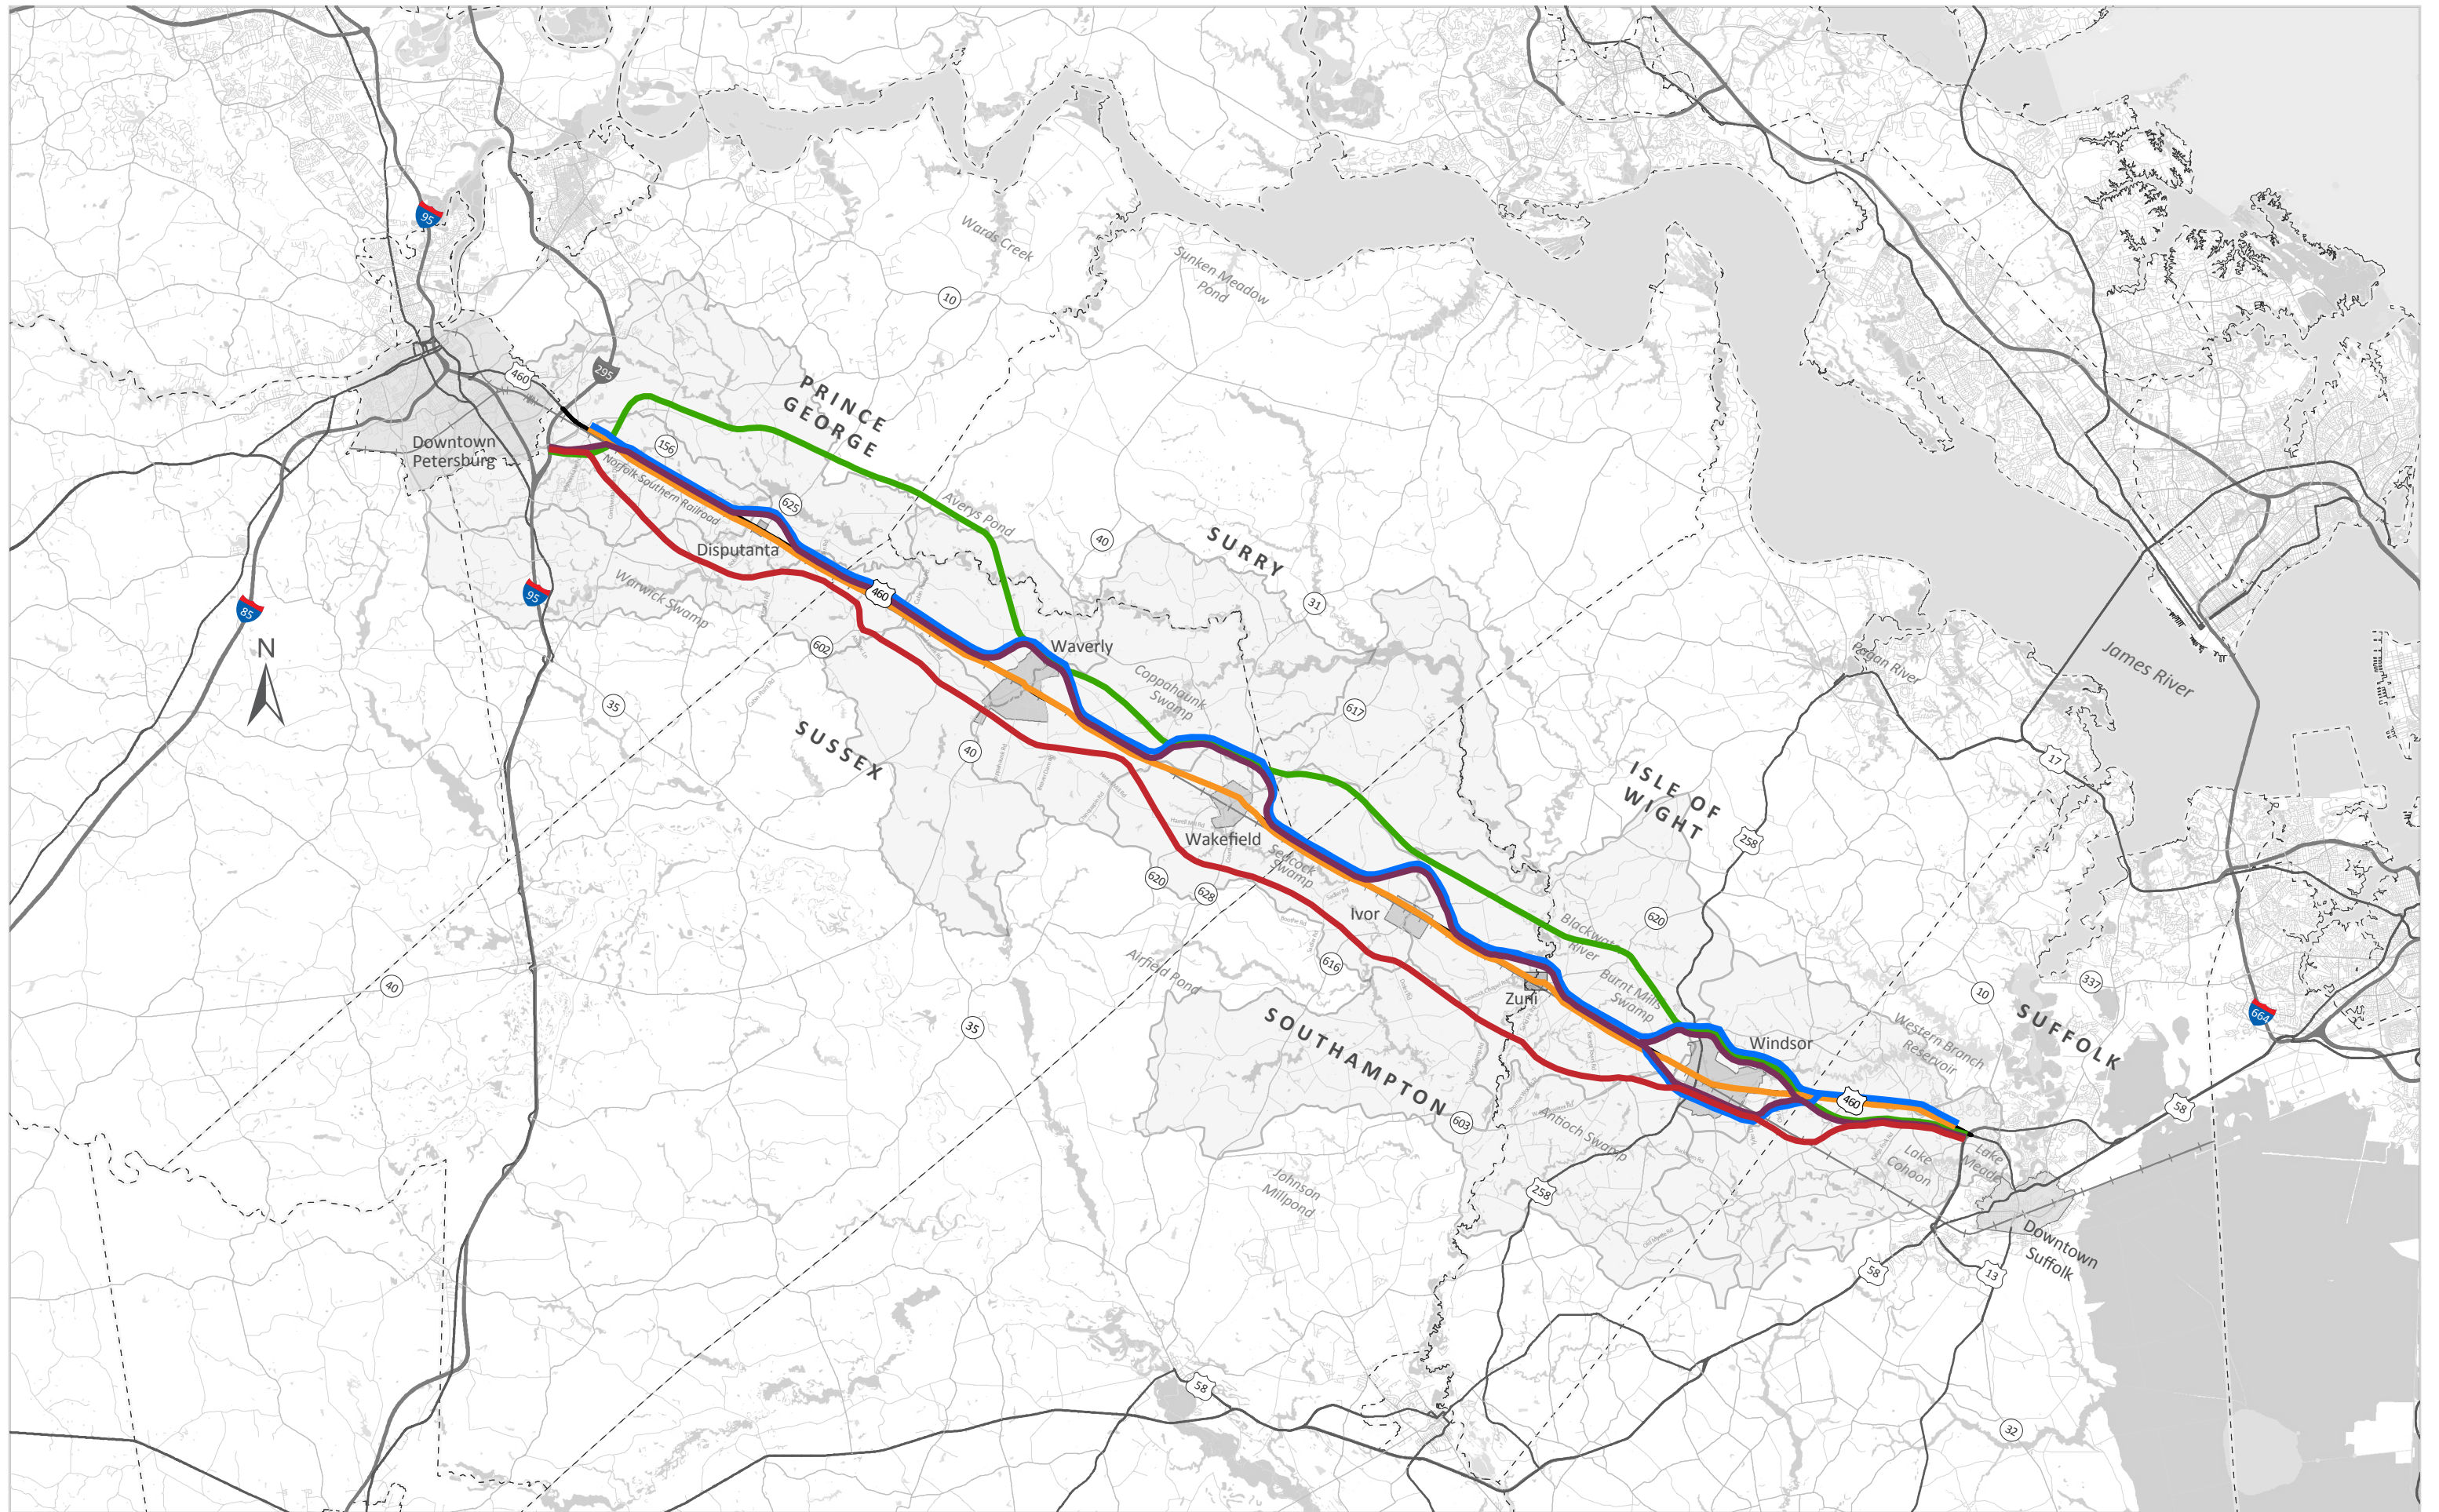 95
Wards Creek
Sunken Meadow
Pond
10
295
460
PRINCE
GEORGE
Downtown
Petersburg
156
Norfolk Southern Railroad
625
Averys Pond
40
SURRY
Disputanta
95
85
N
Warwick Swamp
460
31
602
Waverly
Pagan River
James River
Coppahaunk
Swamp
35
617
SUSSEX
40
17
ISLE OF
WIGHT
258
Wakefield
Seacock
Swamp
620
628
Ivor
620
Blackwater
River
Airfield Pond
616
Burnt Mills
Swamp
40
Zuni
337
10
SUFFOLK
664
35
SOUTHAMPTON
Western Branch
Reservoir
Windsor
460
58
603
Antioch Swamp
Lake
Cohoon
Lake
Meade
Johnson
Millpond
258
Downtown
Suffolk
58
13
58
32